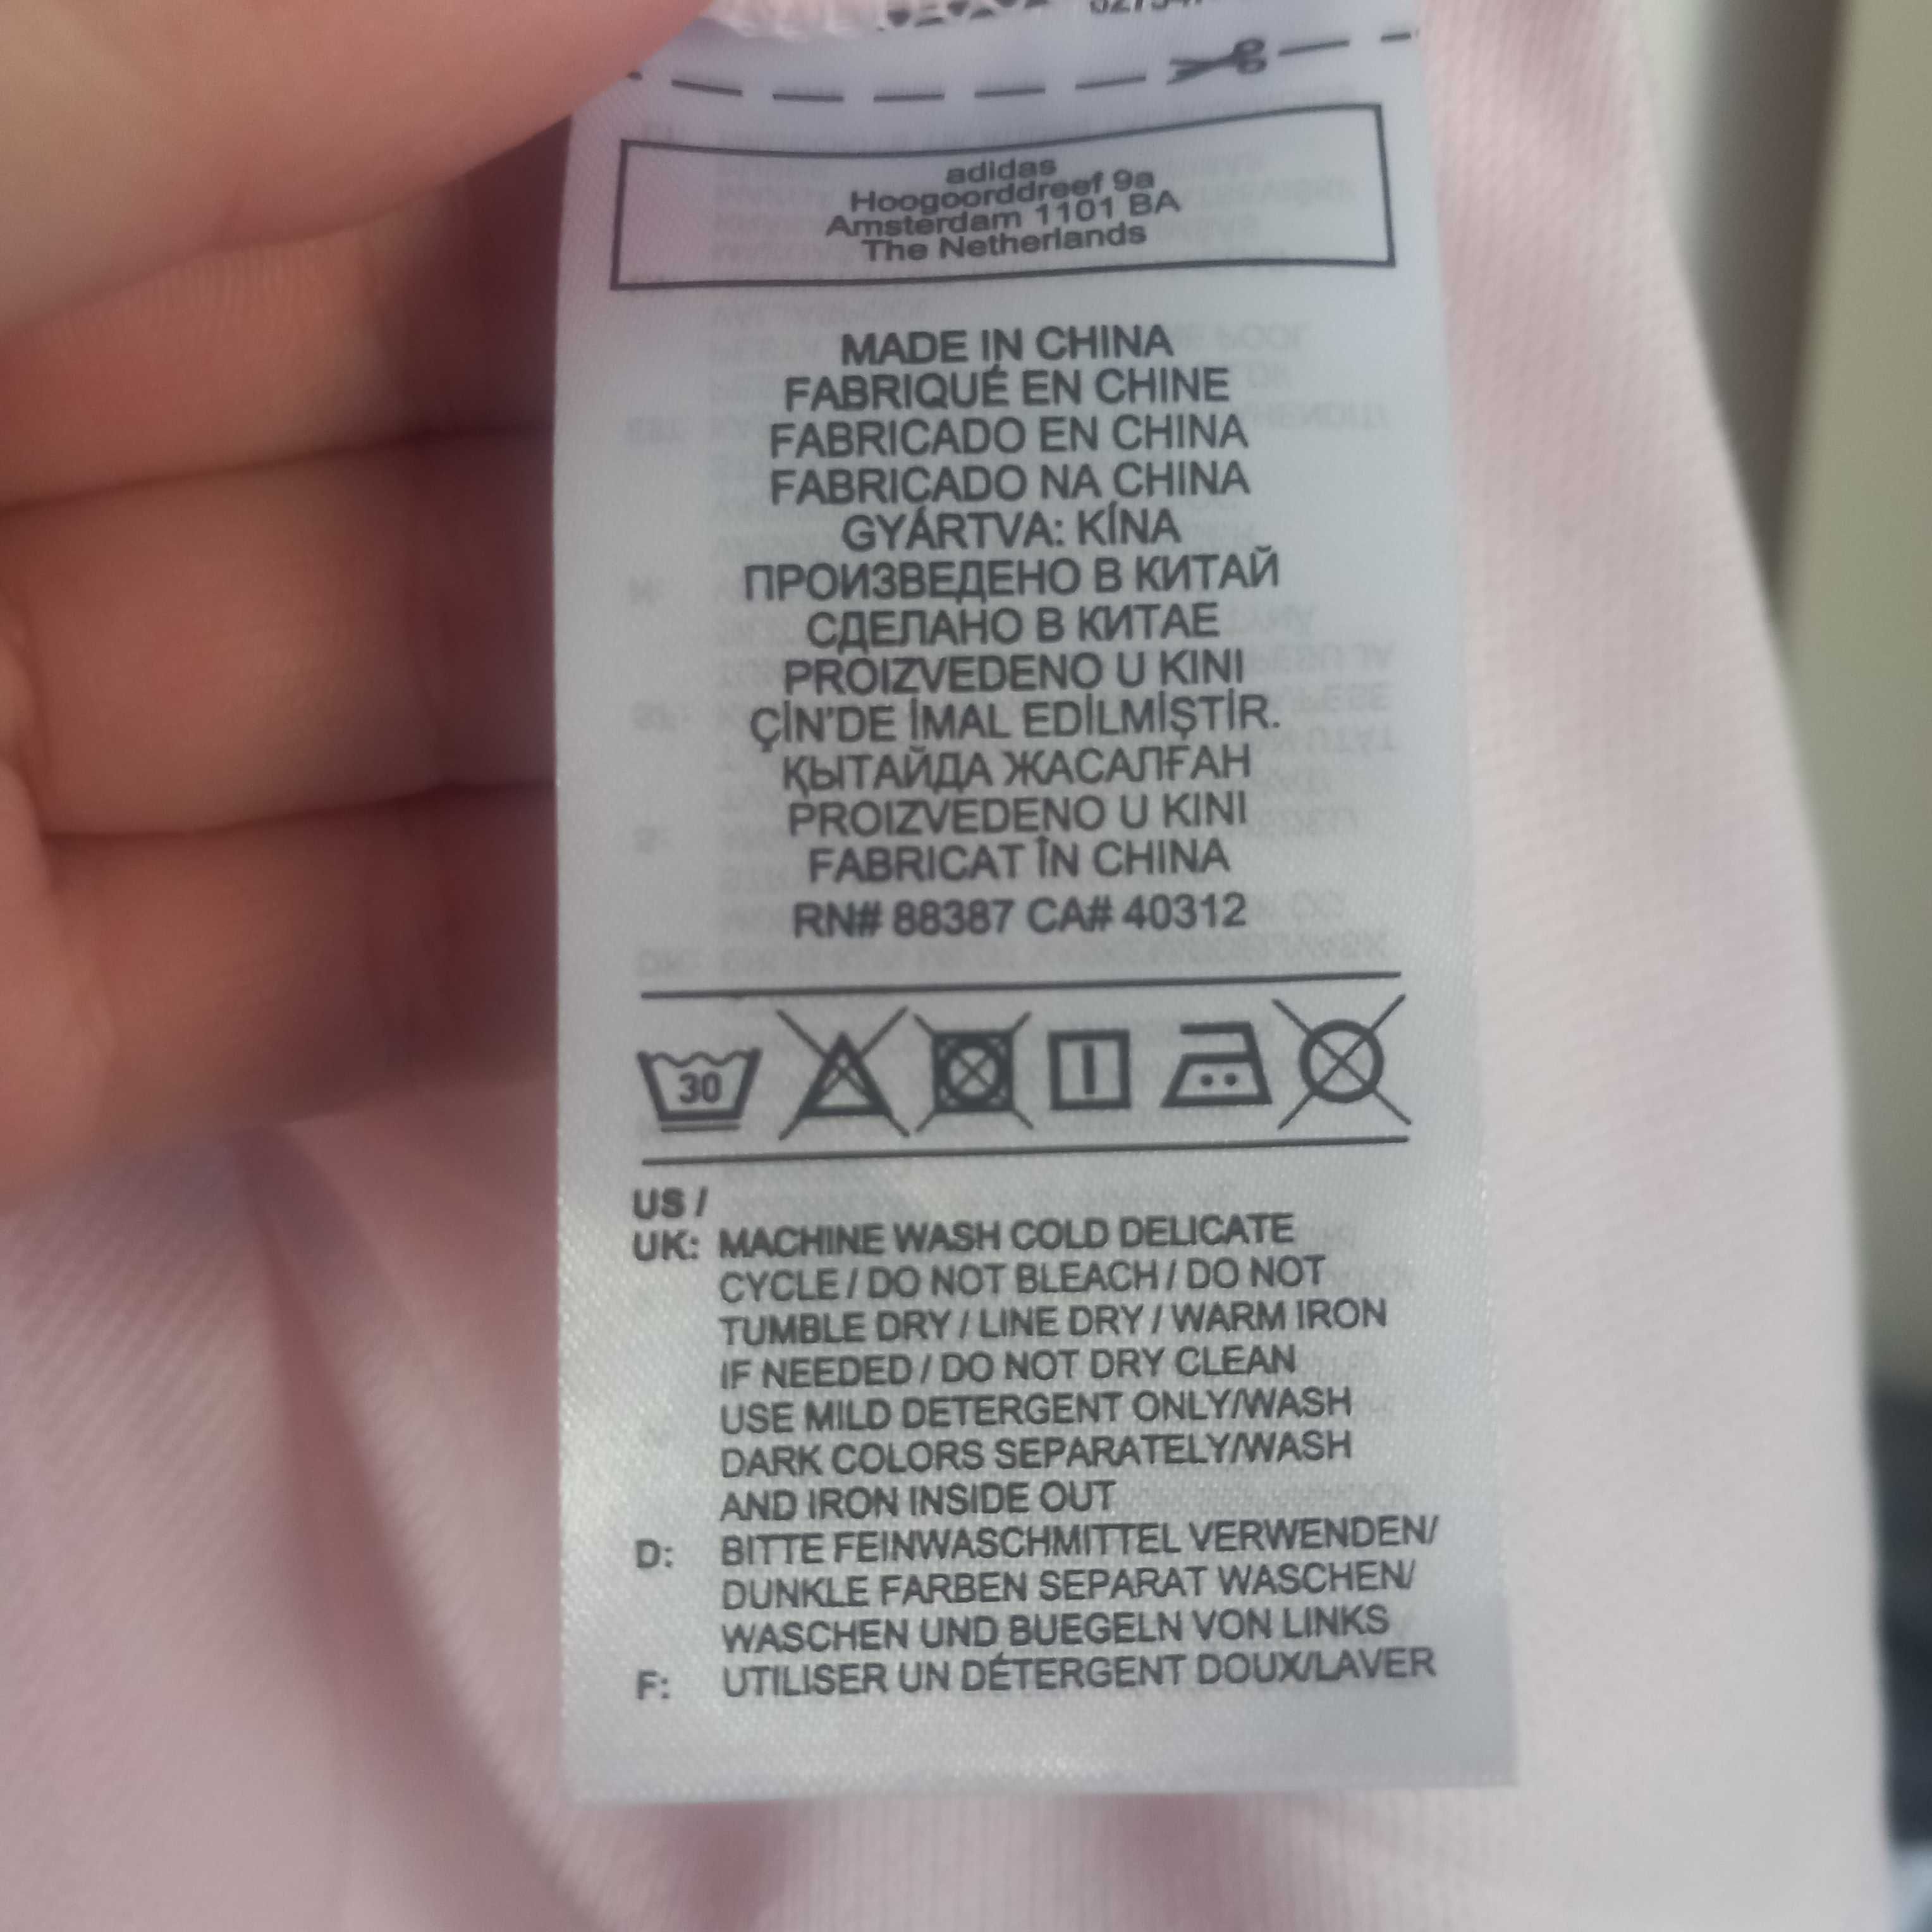 adidas
Hoogoorddreef 9a
Amsterdam 1101 BA
The Netherlands
MADE IN CHINA
FABRIQUÉ EN CHINE
FABRICADO EN CHINA
FABRICADO NA CHINA
GYÁRTVA: KÍNA
ПРОИЗВЕДЕНО В КИТАЙ
СДЕЛАНО В КИТАЕ
PROIZVEDENO U KINI
ÇİN'DE İMAL EDİLMİŞTİR.
ҚЫТАЙДА ЖАСАЛҒАН
PROIZVEDENO U KINI
FABRICAT ÎN CHINA
RN# 88387 CA# 40312
30
US /
UK: MACHINE WASH COLD DELICATE
CYCLE / DO NOT BLEACH / DO NOT
TUMBLE DRY / LINE DRY / WARM IRON
IF NEEDED / DO NOT DRY CLEAN
USE MILD DETERGENT ONLY/WASH
DARK COLORS SEPARATELY/WASH
AND IRON INSIDE OUT
D: BITTE FEINWASCHMITTEL VERWENDEN/
DUNKLE FARBEN SEPARAT WASCHEN/
WASCHEN UND BUEGELN VON LINKS
F: UTILISER UN DÉTERGENT DOUX/LAVER